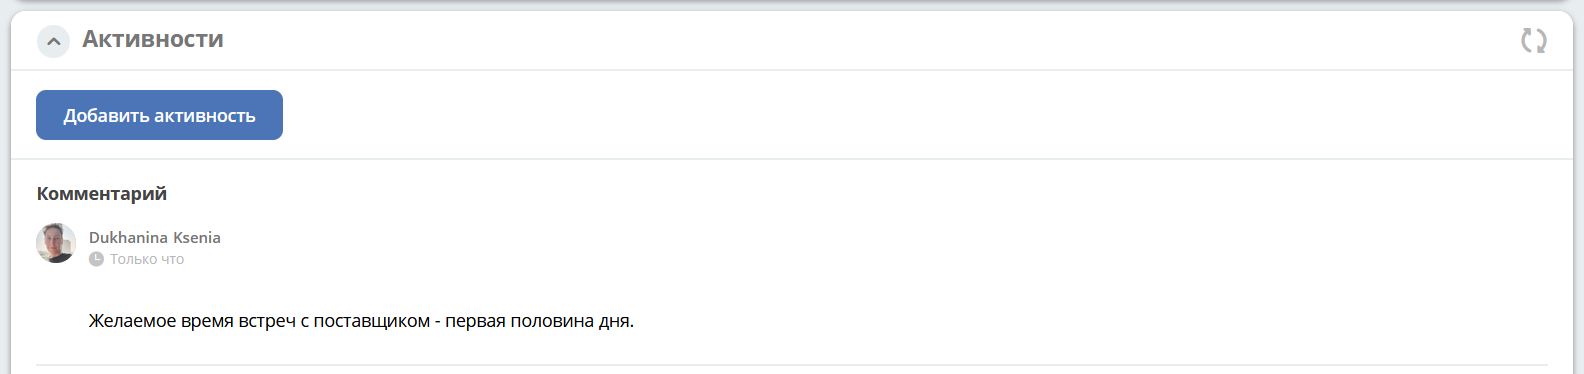 Активности
Добавить активность
Комментарий
Dukhanina Ksenia
Только что
Желаемое время встреч с поставщиком - первая половина дня.